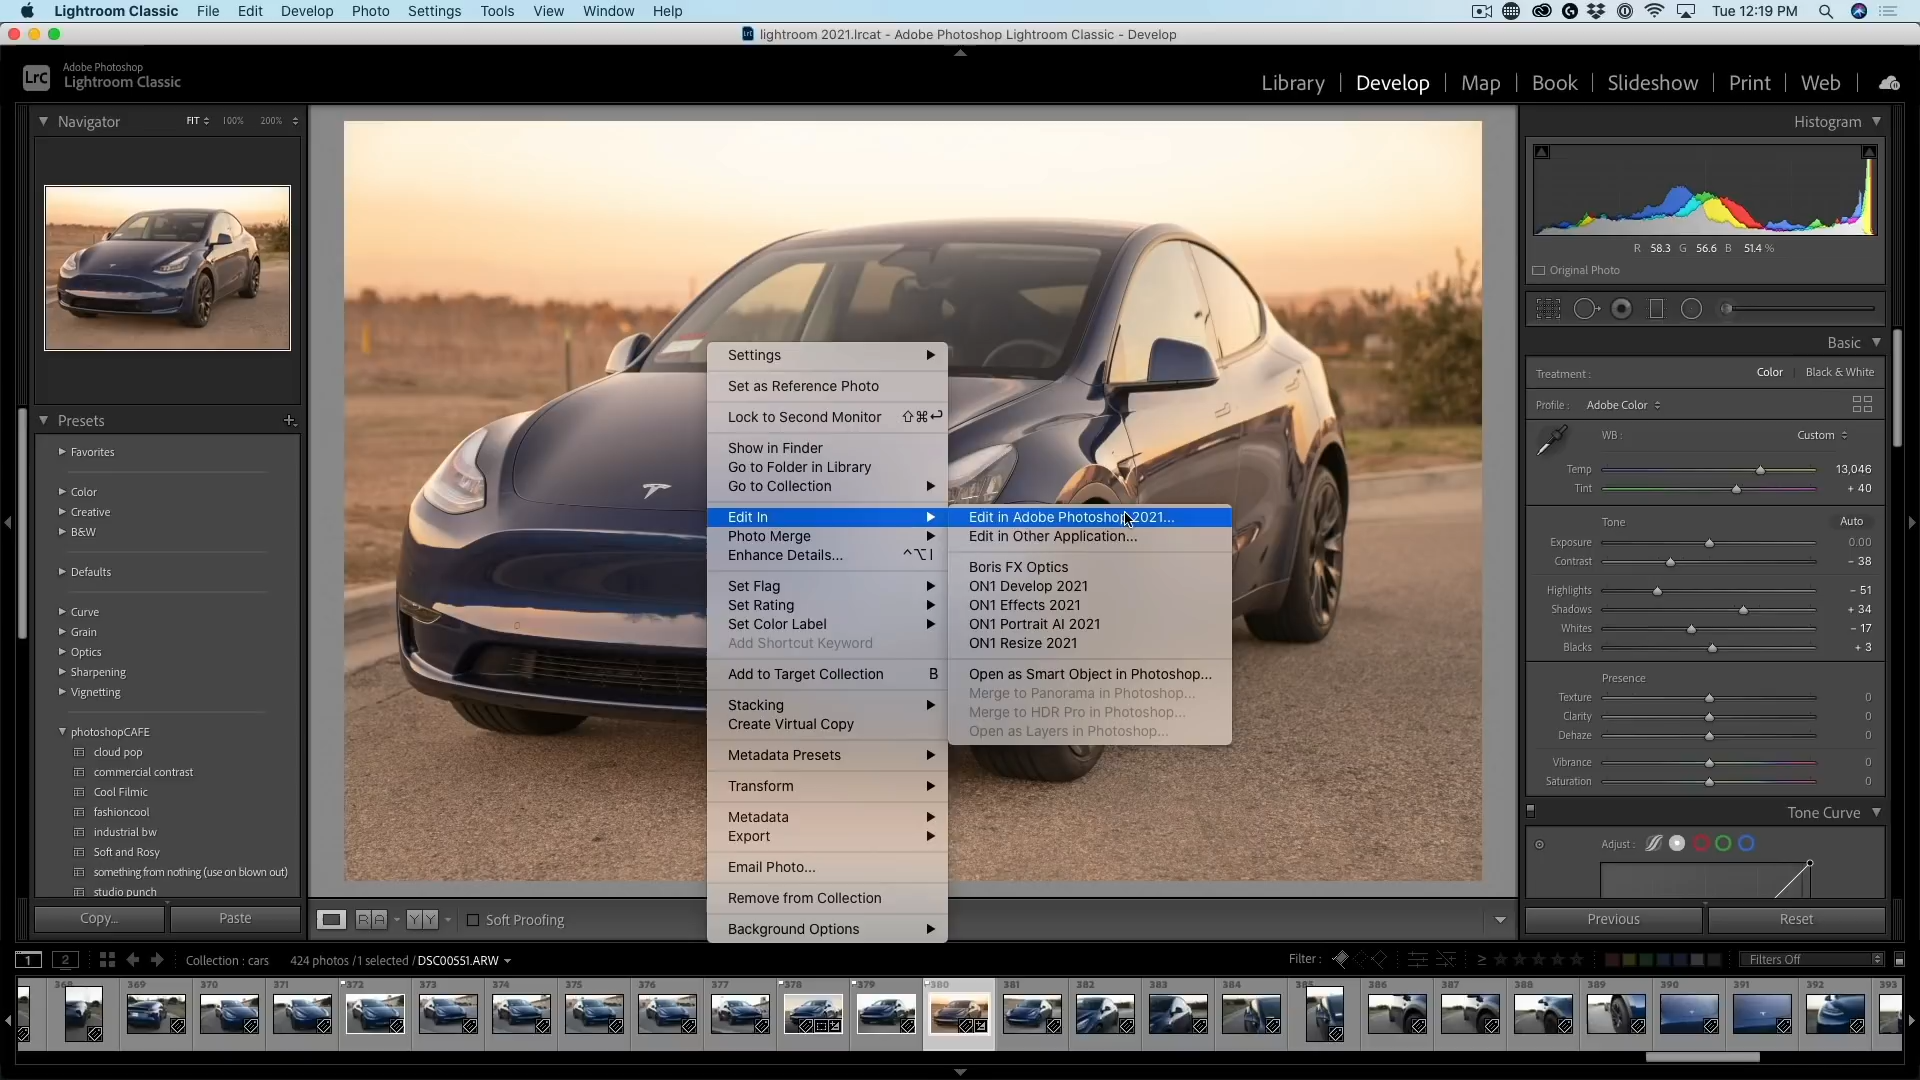 Lightroom Classic File Edit Develop Photo Settings Tools View Window Help Tue 12:19 PM
lightroom 2021.lrcat - Adobe Photoshop Lightroom Classic - Develop
LrC Adobe Photoshop
Lightroom Classic
Library | Develop | Map | Book | Slideshow | Print | Web
Navigator FIT 100% 200%
Presets
Favorites
Color
Creative
B&W
Defaults
Curve
Grain
Optics
Sharpening
Vignetting
photoshopCAFE
cloud pop
commercial contrast
Cool Filmic
fashioncool
industrial bw
Soft and Rosy
something from nothing (use on blown out)
studio punch
Copy... Paste
Settings
Set as Reference Photo
Lock to Second Monitor ⇧⌘↩
Show in Finder
Go to Folder in Library
Go to Collection
Edit In
Photo Merge
Enhance Details... ^⌥I
Set Flag
Set Rating
Set Color Label
Add Shortcut Keyword
Add to Target Collection B
Stacking
Create Virtual Copy
Metadata Presets
Transform
Metadata
Export
Email Photo...
Remove from Collection
Background Options
Edit in Adobe Photoshop 2021...
Edit in Other Application...
Boris FX Optics
ON1 Develop 2021
ON1 Effects 2021
ON1 Portrait AI 2021
ON1 Resize 2021
Open as Smart Object in Photoshop...
Merge to Panorama in Photoshop...
Merge to HDR Pro in Photoshop...
Open as Layers in Photoshop...
Histogram
R 58.3 G 56.6 B 51.4 %
Original Photo
Basic
Treatment : Color | Black & White
Profile : Adobe Color
WB : Custom
Temp 13,046
Tint + 40
Tone Auto
Exposure 0.00
Contrast - 38
Highlights - 51
Shadows + 34
Whites - 17
Blacks + 3
Presence
Texture 0
Clarity 0
Dehaze 0
Vibrance 0
Saturation 0
Tone Curve
Adjust :
Previous Reset
R A Y Y Soft Proofing
1 2 Collection : cars 424 photos /1 selected / DSC00551.ARW Filter : ≥ Filters Off
368 369 370 371 372 373 374 375 376 377 378 379 380 381 382 383 384 385 386 387 388 389 390 391 392 393